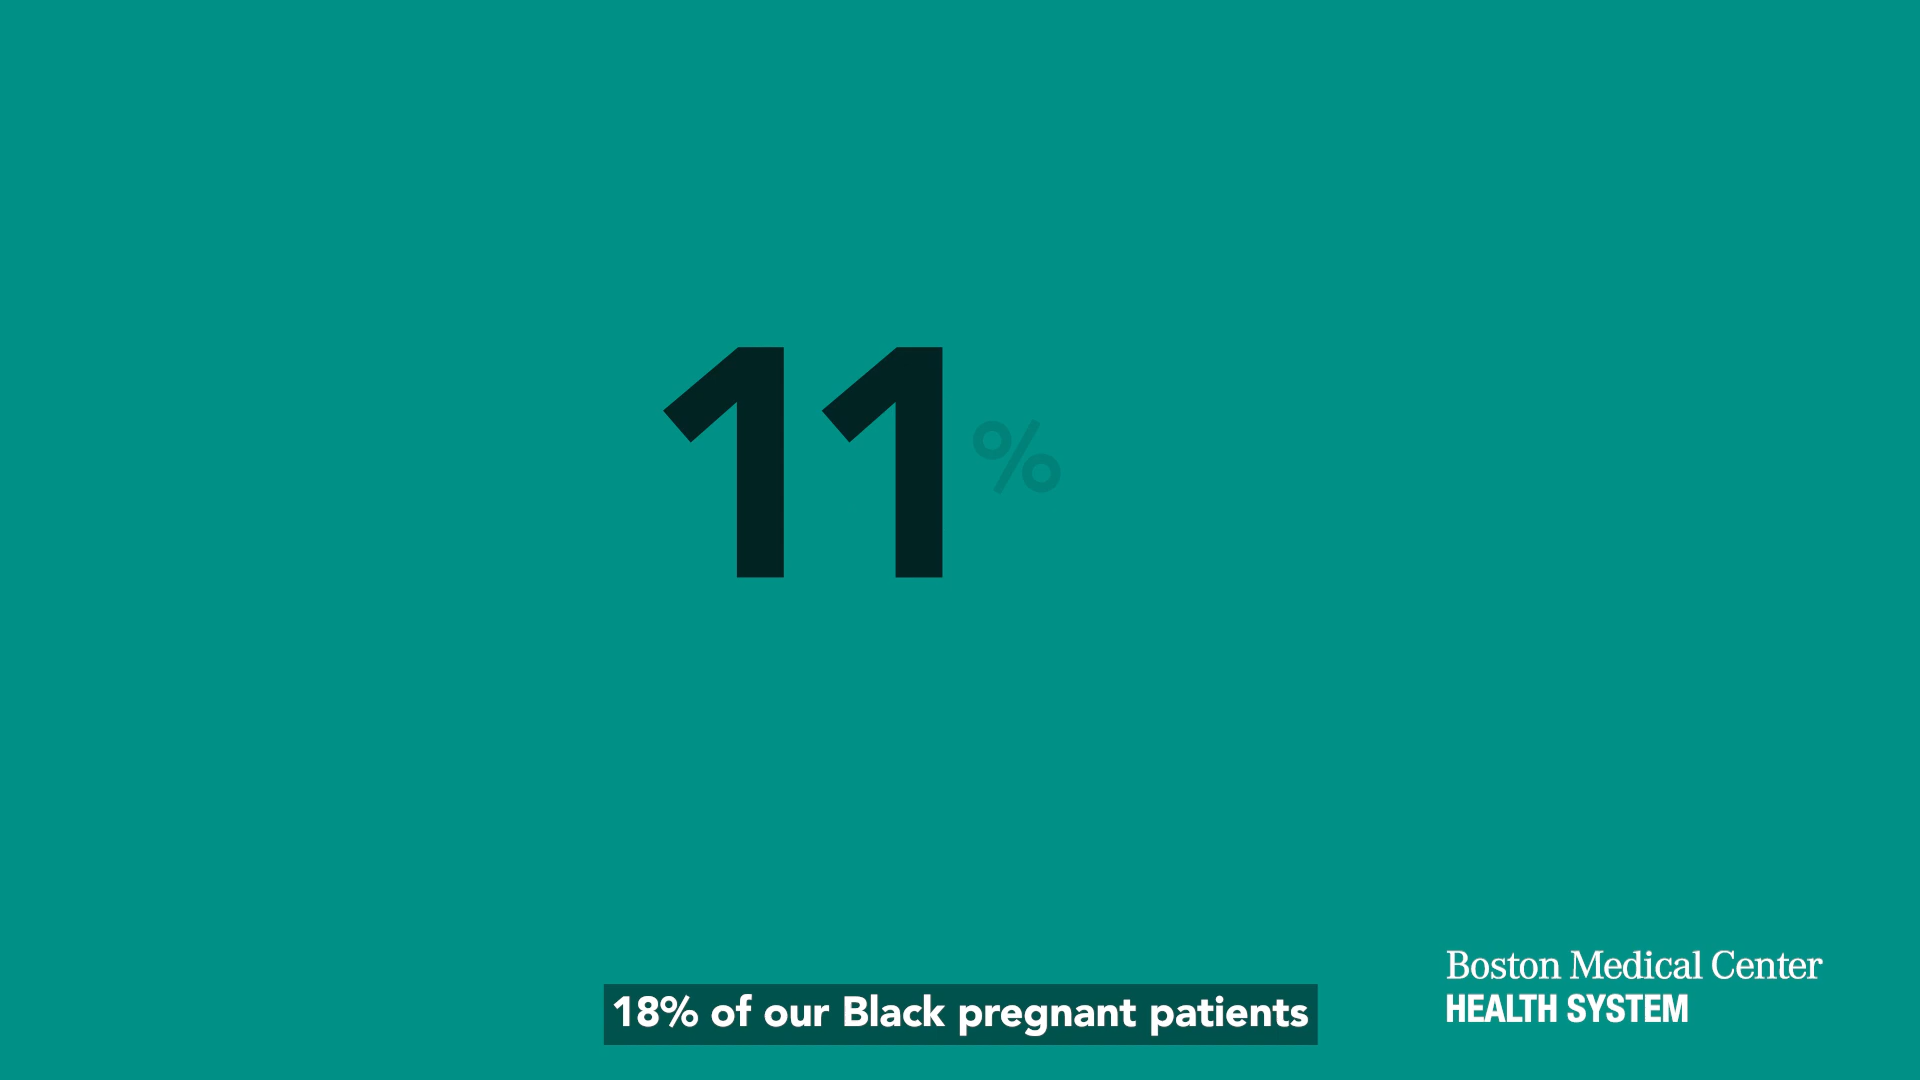 11%
18% of our Black pregnant patients
Boston Medical Center
HEALTH SYSTEM